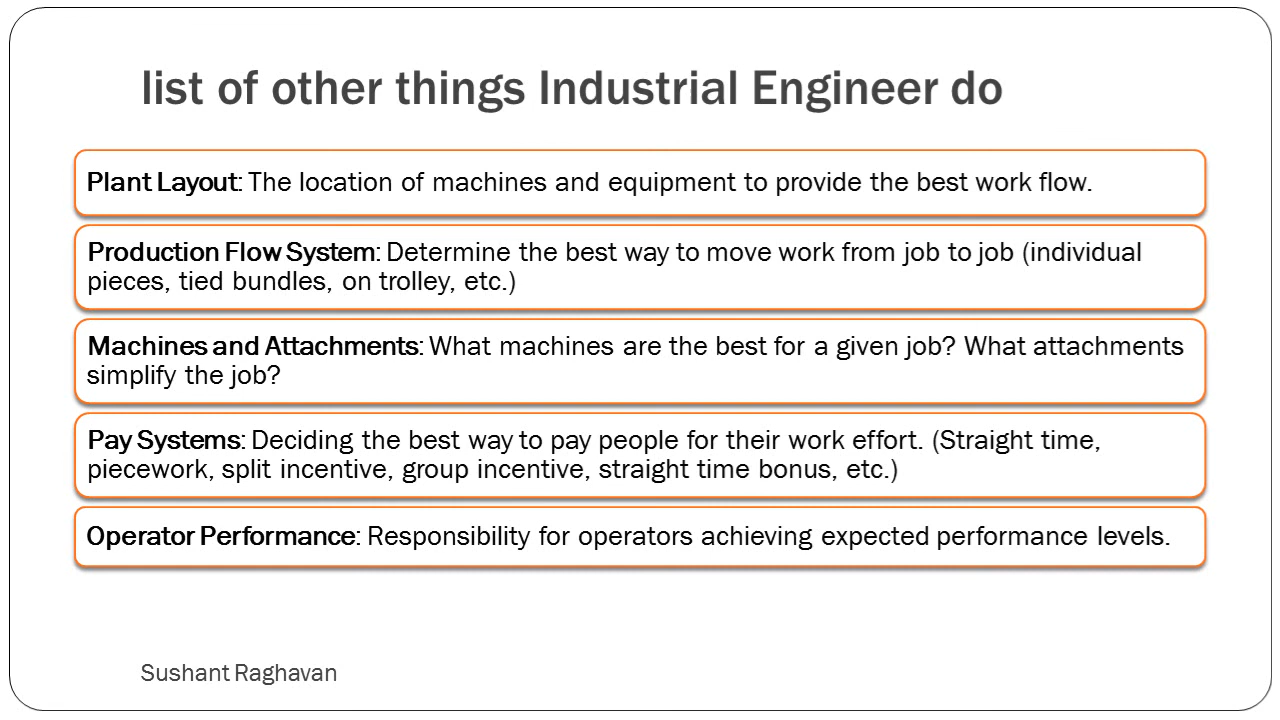 list of other things Industrial Engineer do
Plant Layout: The location of machines and equipment to provide the best work flow.
Production Flow System: Determine the best way to move work from job to job (individual
pieces, tied bundles, on trolley, etc.)
Machines and Attachments: What machines are the best for a given job? What attachments
simplify the job?
Pay Systems: Deciding the best way to pay people for their work effort. (Straight time,
piecework, split incentive, group incentive, straight time bonus, etc.)
Operator Performance: Responsibility for operators achieving expected performance levels.
Sushant Raghavan